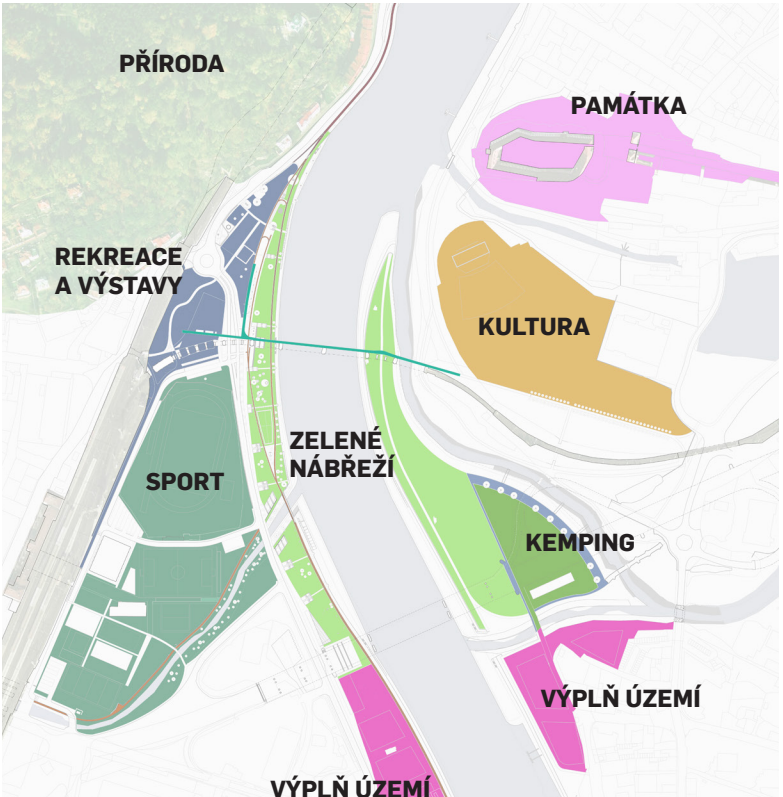 PŘÍRODA
PAMÁTKA
REKREACE
A VÝSTAVY
KULTURA
ZELENÉ
NÁBŘEŽÍ
SPORT
KEMPING
VÝPLŇ ÚZEMÍ
VÝPLŇ ÚZEMÍ